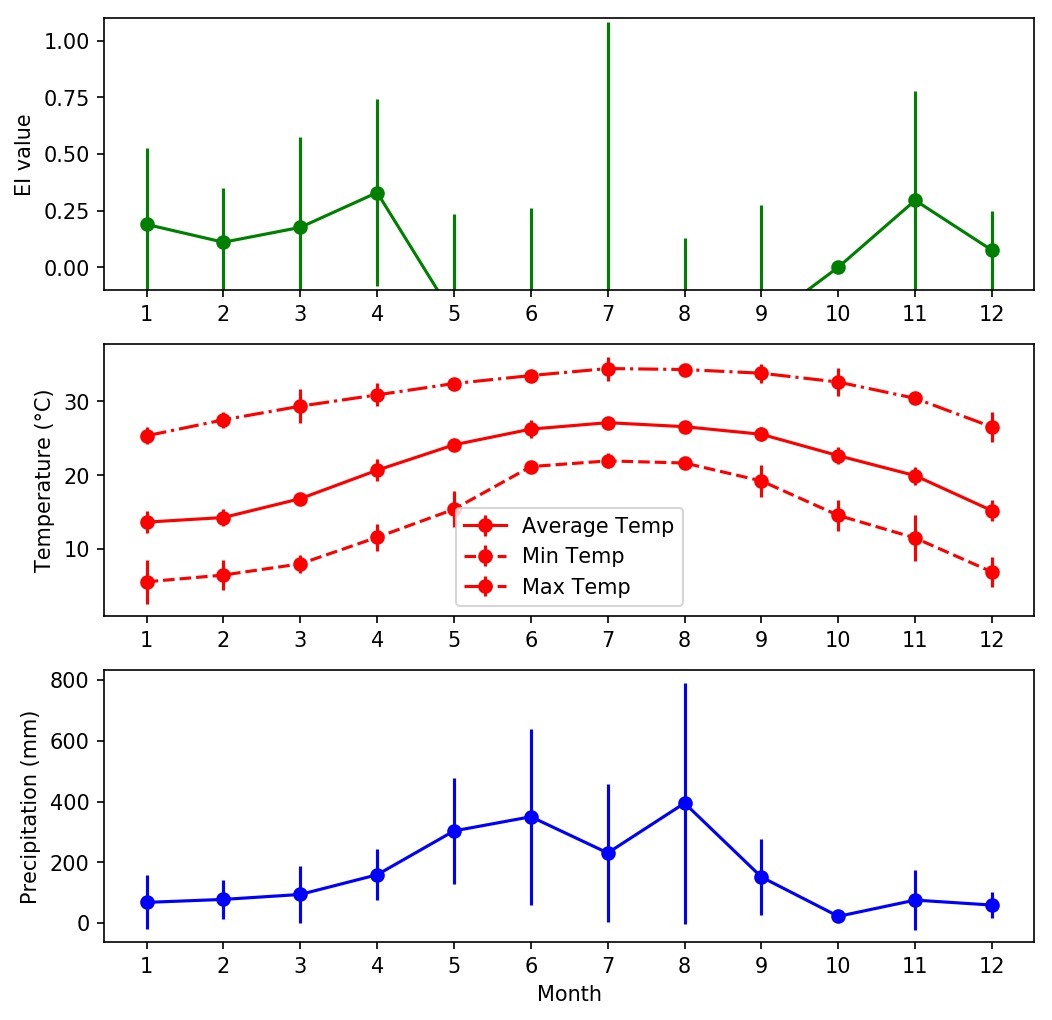 1.00
0.75
0.50
0.25
0.00
EI value
1 2 3 4 5 6 7 8 9 10 11 12
30
20
10
Temperature (°C)
Average Temp
Min Temp
Max Temp
1 2 3 4 5 6 7 8 9 10 11 12
800
600
400
200
0
Precipitation (mm)
1 2 3 4 5 6 7 8 9 10 11 12
Month